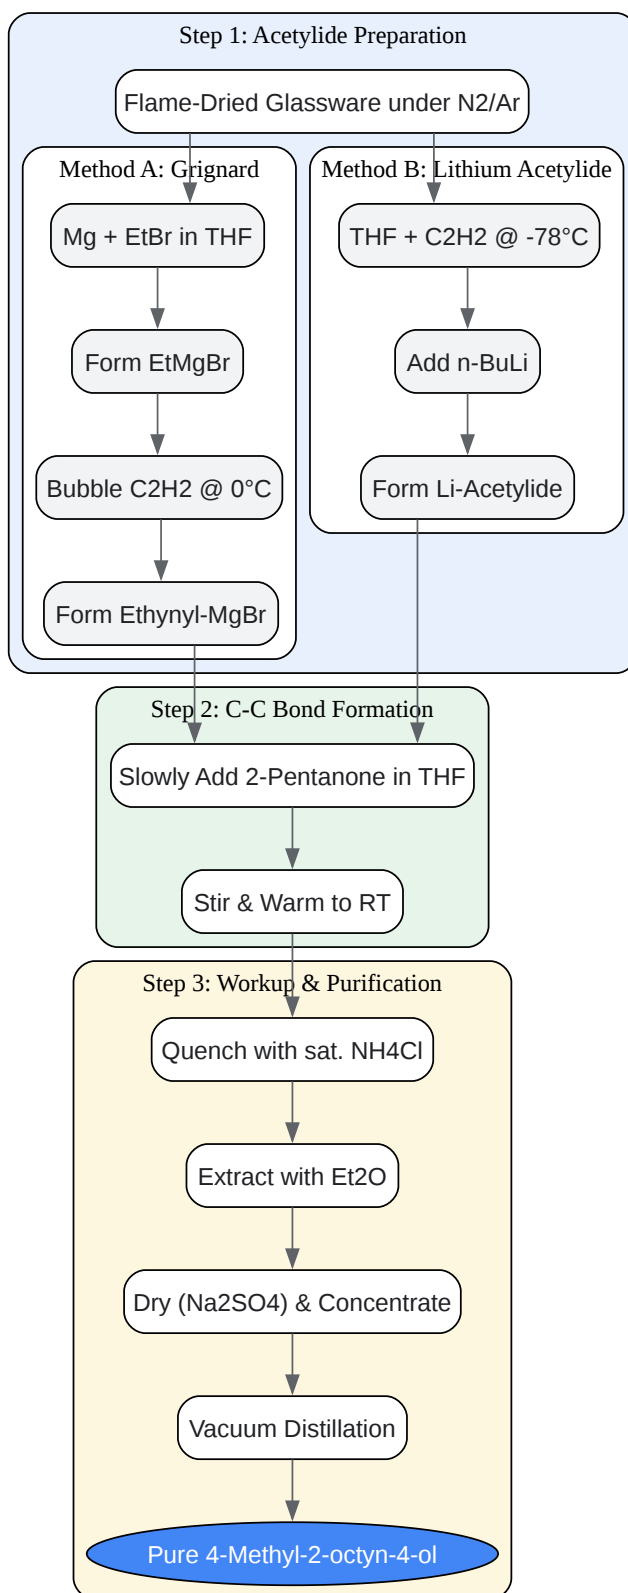 Step 1: Acetylide Preparation
Flame-Dried Glassware under N2/Ar
Method A: Grignard
Mg + EtBr in THF
Form EtMgBr
Bubble C2H2 @ 0°C
Form Ethynyl-MgBr
Method B: Lithium Acetylide
THF + C2H2 @ -78°C
Add n-BuLi
Form Li-Acetylide
Step 2: C-C Bond Formation
Slowly Add 2-Pentanone in THF
Stir & Warm to RT
Step 3: Workup & Purification
Quench with sat. NH4Cl
Extract with Et2O
Dry (Na2SO4) & Concentrate
Vacuum Distillation
Pure 4-Methyl-2-octyn-4-ol